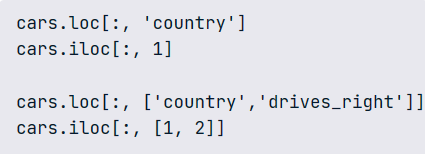 cars.loc[:, 'country']
cars.iloc[:, 1]
cars.loc[:, ['country','drives_right']]
cars.iloc[:, [1, 2]]